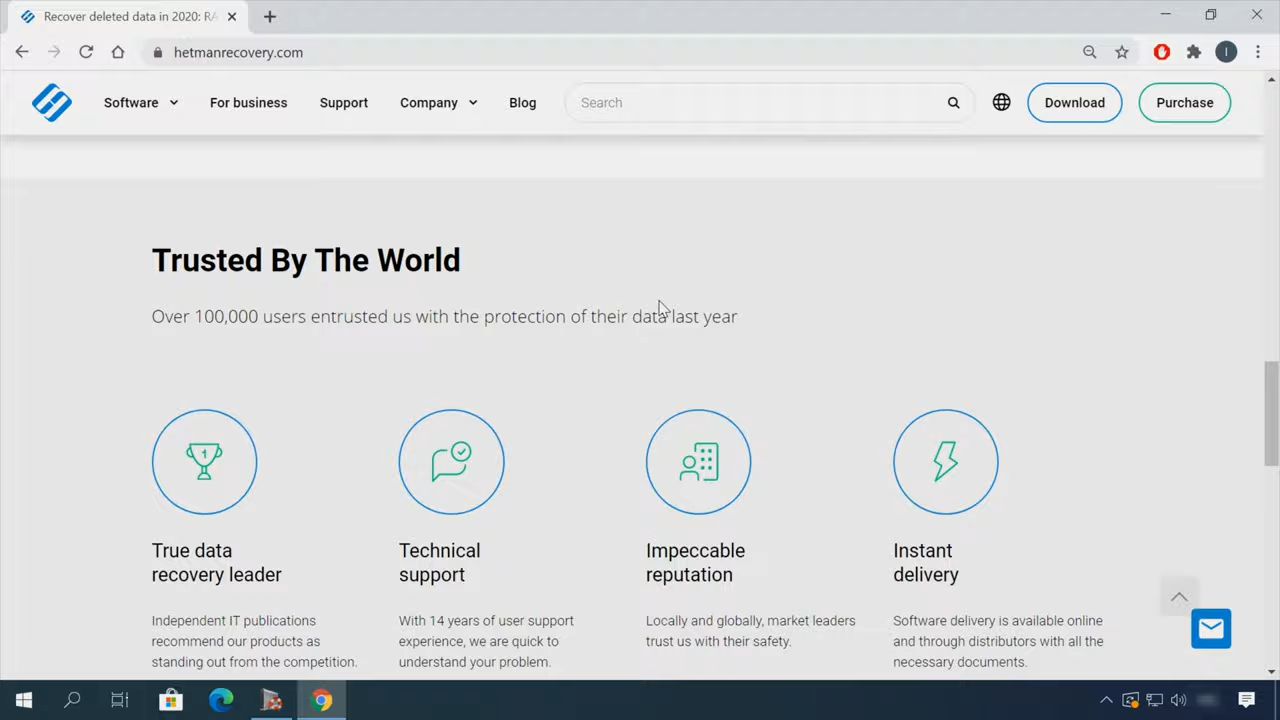 Recover deleted data in 2020: RA
hetmanrecovery.com
I
Software
For business
Support
Company
Blog
Search
Download
Purchase
Trusted By The World
Over 100,000 users entrusted us with the protection of their data last year
1
True data
recovery leader
Independent IT publications
recommend our products as
standing out from the competition.
Technical
support
With 14 years of user support
experience, we are quick to
understand your problem.
Impeccable
reputation
Locally and globally, market leaders
trust us with their safety.
Instant
delivery
Software delivery is available online
and through distributors with all the
necessary documents.